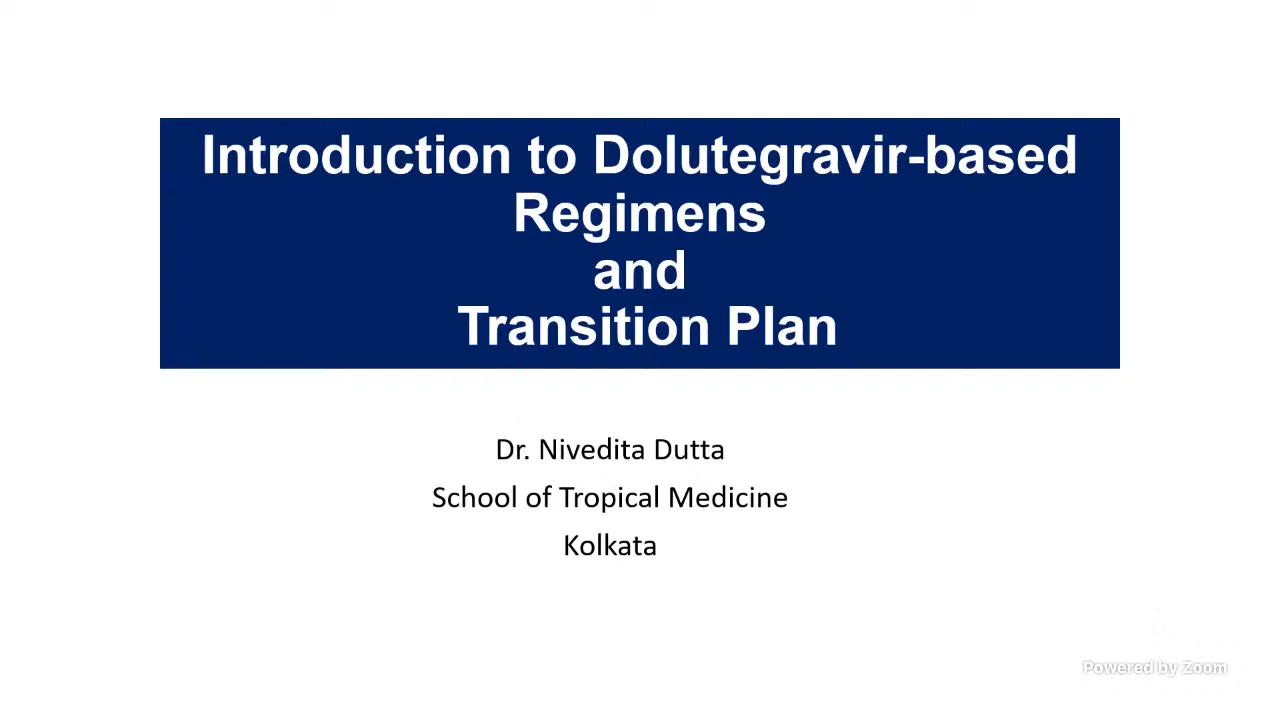 Introduction to Dolutegravir-based
Regimens
and
Transition Plan
Dr. Nivedita Dutta
School of Tropical Medicine
Kolkata
Powered by Zoom